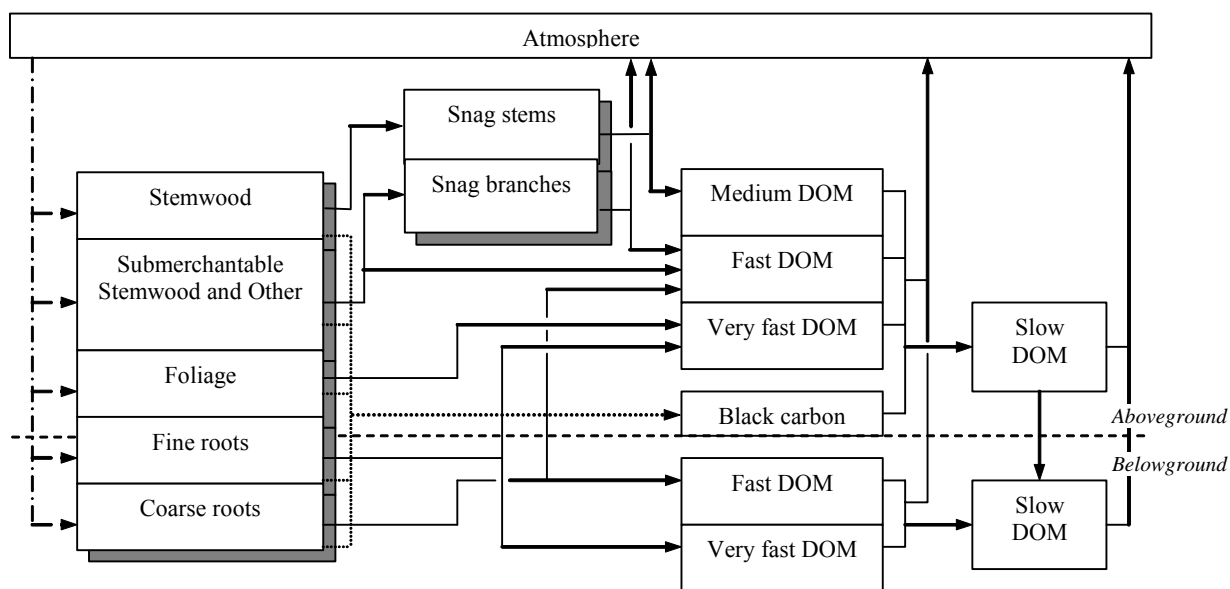 Atmosphere
Snag stems
Snag branches
Stemwood
Submerchantable
Stemwood and Other
Foliage
Fine roots
Coarse roots
Medium DOM
Fast DOM
Very fast DOM
Black carbon
Fast DOM
Very fast DOM
Slow
DOM
Slow
DOM
Aboveground
Belowground